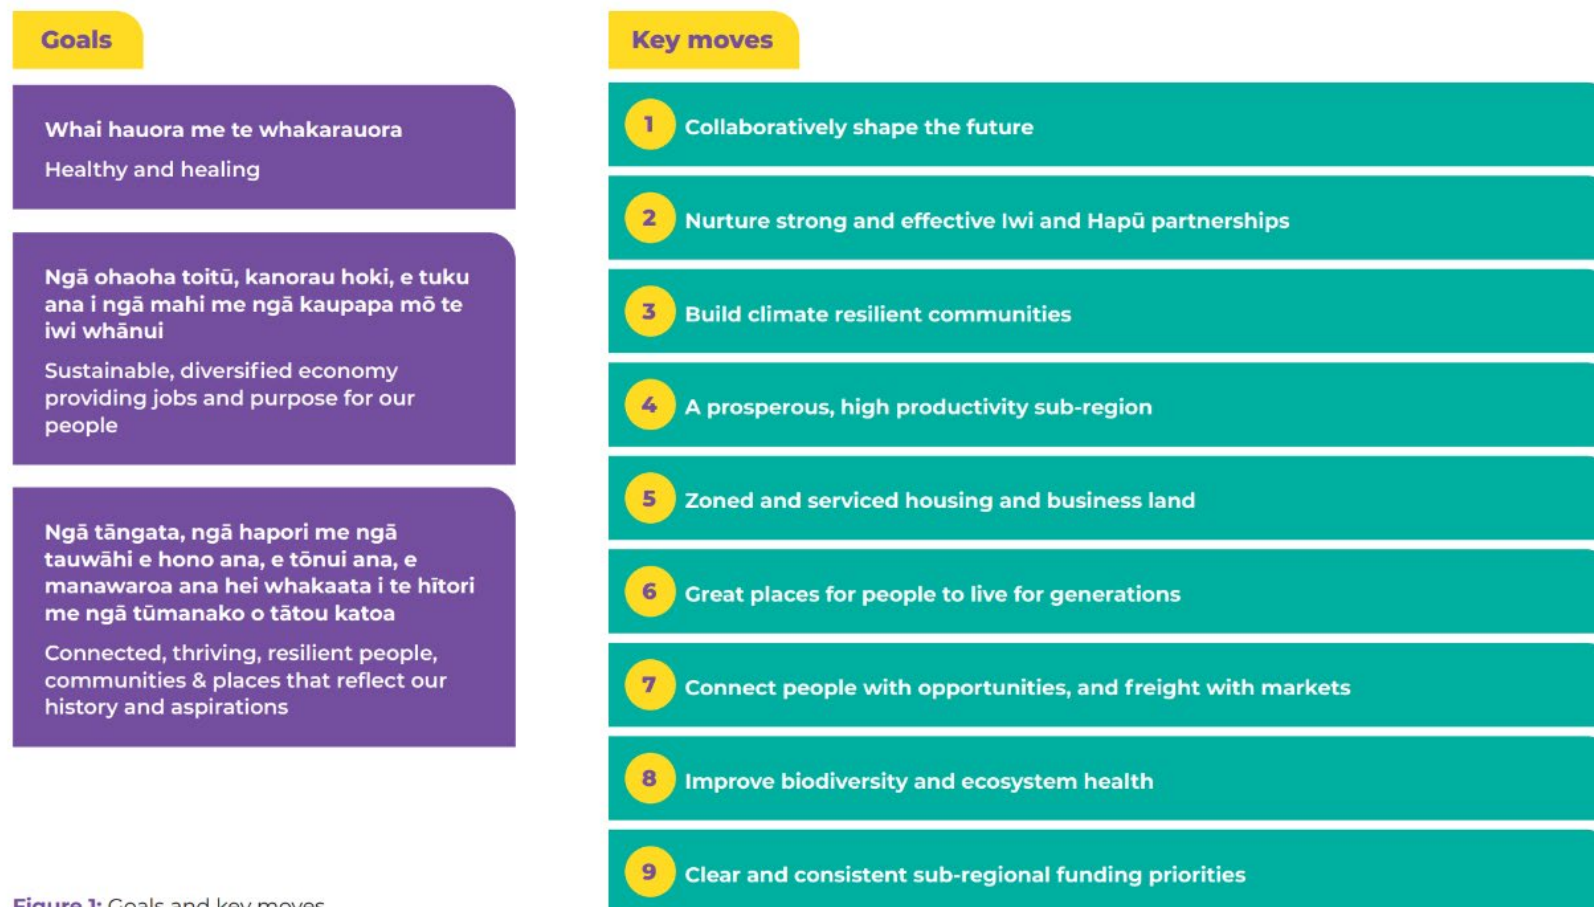 Goals
Whai hauora me te whakarauora
Healthy and healing
Ngā ohaoha toitū, kanorau hoki, e tuku
ana i ngā mahi me ngā kaupapa mō te
iwi whānui
Sustainable, diversified economy
providing jobs and purpose for our
people
Ngā tāngata, ngā hapori me ngā
tauwāhi e hono ana, e tōnui ana, e
manawaroa ana hei whakaata i te hītori
me ngā tūmanako o tātou katoa
Connected, thriving, resilient people,
communities & places that reflect our
history and aspirations
Key moves
1 Collaboratively shape the future
2 Nurture strong and effective Iwi and Hapū partnerships
3 Build climate resilient communities
4 A prosperous, high productivity sub-region
5 Zoned and serviced housing and business land
6 Great places for people to live for generations
7 Connect people with opportunities, and freight with markets
8 Improve biodiversity and ecosystem health
9 Clear and consistent sub-regional funding priorities
Figure 1: Goals and key moves